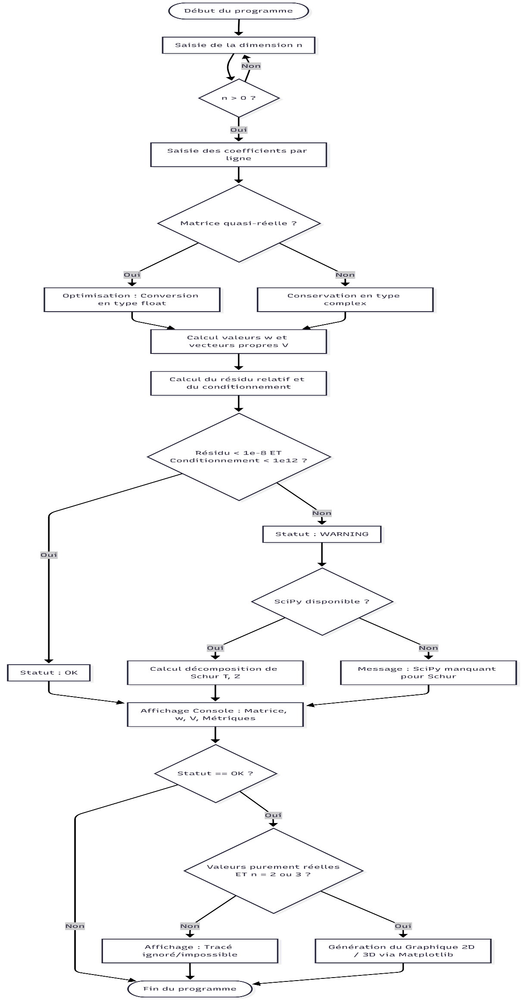 Début du programme
Saisie de la dimension n
Non
n > 0 ?
Oui
Saisie des coefficients par
ligne
Matrice quasi-réelle ?
Oui
Non
Optimisation : Conversion
en type float
Conservation en type
complex
Calcul valeurs w et
vecteurs propres V
Calcul du résidu relatif et
du conditionnement
Résidu < 1e-8 ET
Conditionnement < 1e12 ?
Non
Statut : WARNING
Oui
SciPy disponible ?
Oui
Non
Statut : OK
Calcul décomposition de
Schur T, Z
Message : SciPy manquant
pour Schur
Affichage Console : Matrice,
w, V, Métriques
Statut == OK ?
Oui
Valeurs purement réelles
ET n = 2 ou 3 ?
Non
Non
Oui
Affichage : Tracé
ignoré/impossible
Génération du Graphique 2D
/ 3D via Matplotlib
Fin du programme